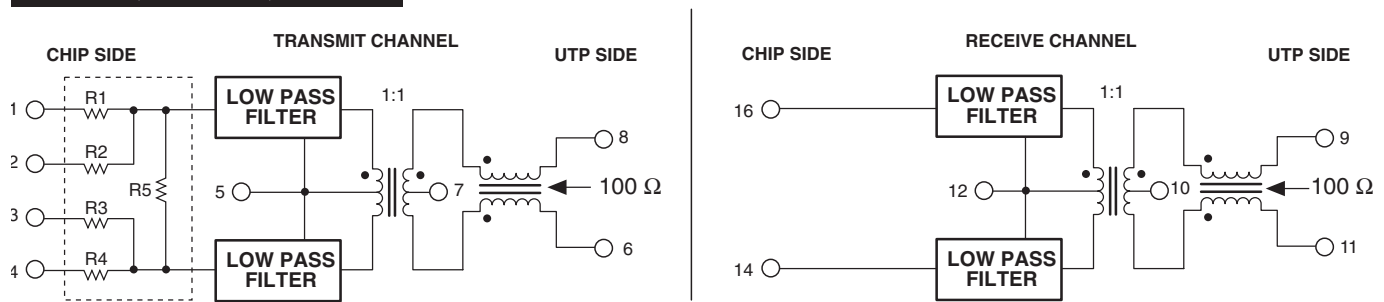 TRANSMIT CHANNEL
CHIP SIDE
UTP SIDE
1
R1
LOW PASS
FILTER
1:1
8
2
R2
R5
5
7
100 Ω
3
R3
6
4
R4
LOW PASS
FILTER
RECEIVE CHANNEL
CHIP SIDE
UTP SIDE
16
LOW PASS
FILTER
1:1
9
12
10
100 Ω
11
14
LOW PASS
FILTER